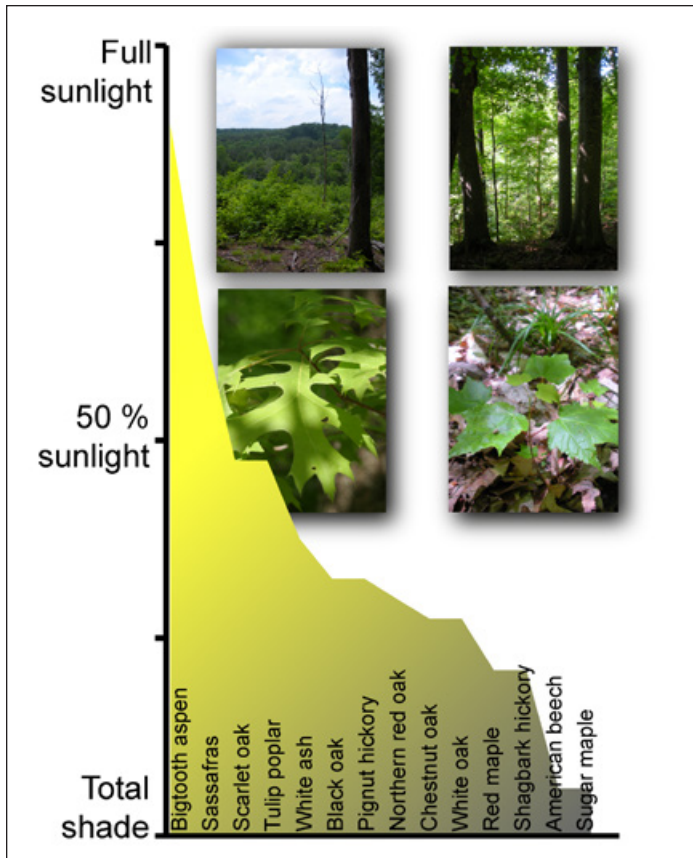 Full
sunlight
50 %
sunlight
Total
shade
Bigtooth aspen
Sassafras
Scarlet oak
Tulip poplar
White ash
Black oak
Pignut hickory
Northern red oak
Chestnut oak
White oak
Red maple
Shagbark hickory
American beech
Sugar maple